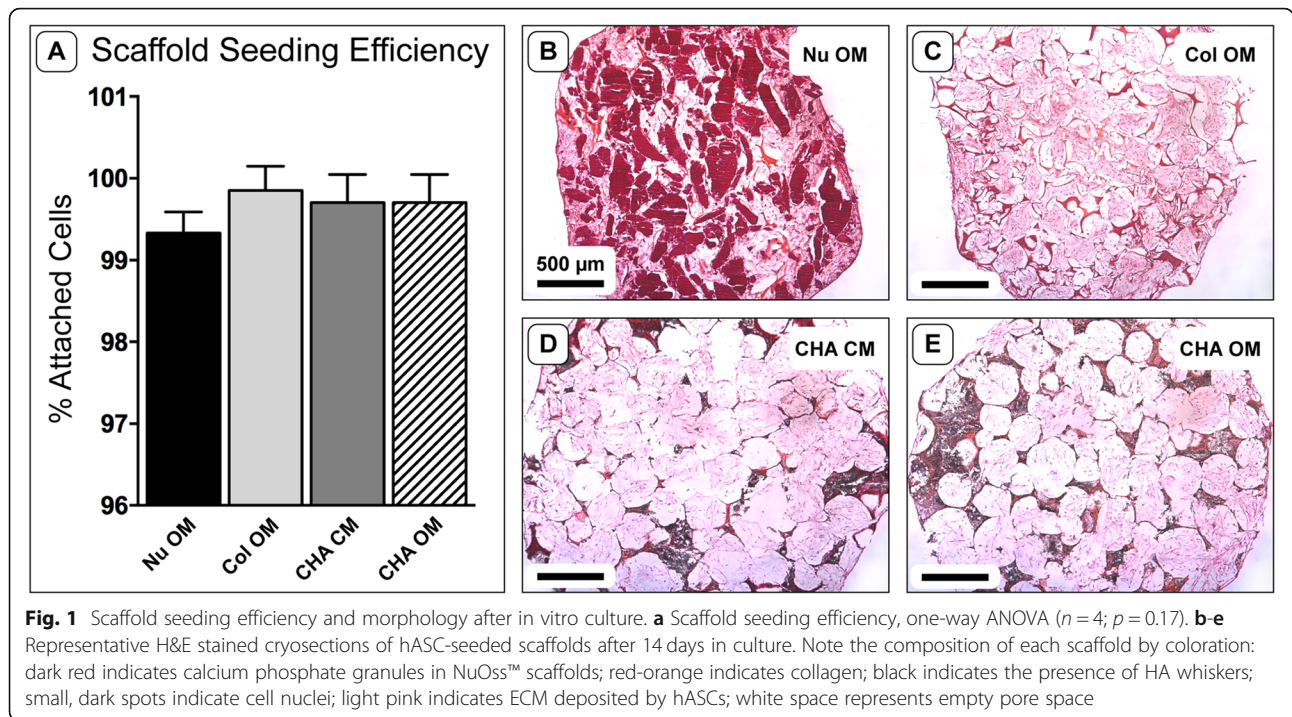 A Scaffold Seeding Efficiency
% Attached Cells
101
100
99
98
97
96
Nu OM
Col OM
CHA CM
CHA OM
B
Nu OM
500 µm
C
Col OM
D
CHA CM
E
CHA OM
Fig. 1 Scaffold seeding efficiency and morphology after in vitro culture. a Scaffold seeding efficiency, one-way ANOVA (n = 4; p = 0.17). b-e
Representative H&E stained cryosections of hASC-seeded scaffolds after 14 days in culture. Note the composition of each scaffold by coloration:
dark red indicates calcium phosphate granules in NuOss™ scaffolds; red-orange indicates collagen; black indicates the presence of HA whiskers;
small, dark spots indicate cell nuclei; light pink indicates ECM deposited by hASCs; white space represents empty pore space